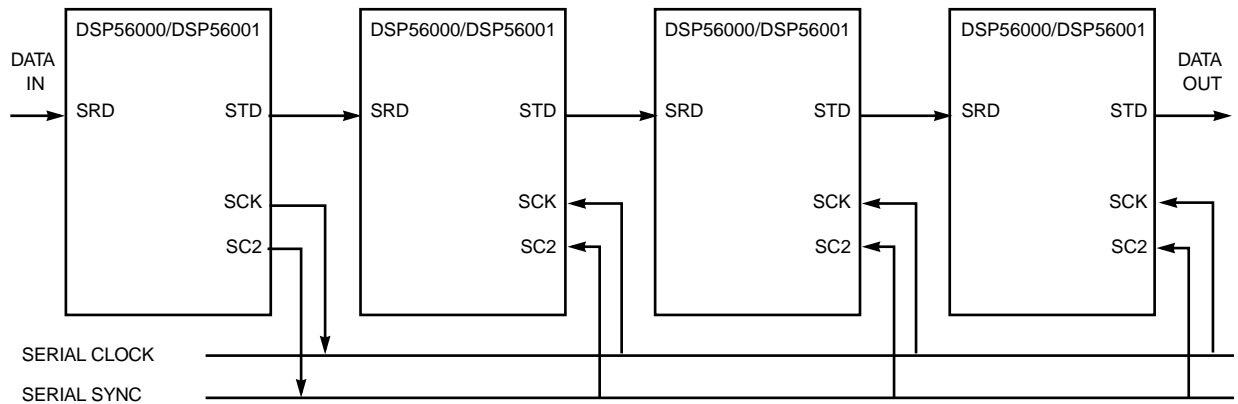 DSP56000/DSP56001 DSP56000/DSP56001 DSP56000/DSP56001 DSP56000/DSP56001
DATA
IN
DATA
OUT
SRD STD SRD STD SRD STD SRD STD
SCK SCK SCK SCK
SC2 SC2 SC2 SC2
SERIAL CLOCK
SERIAL SYNC